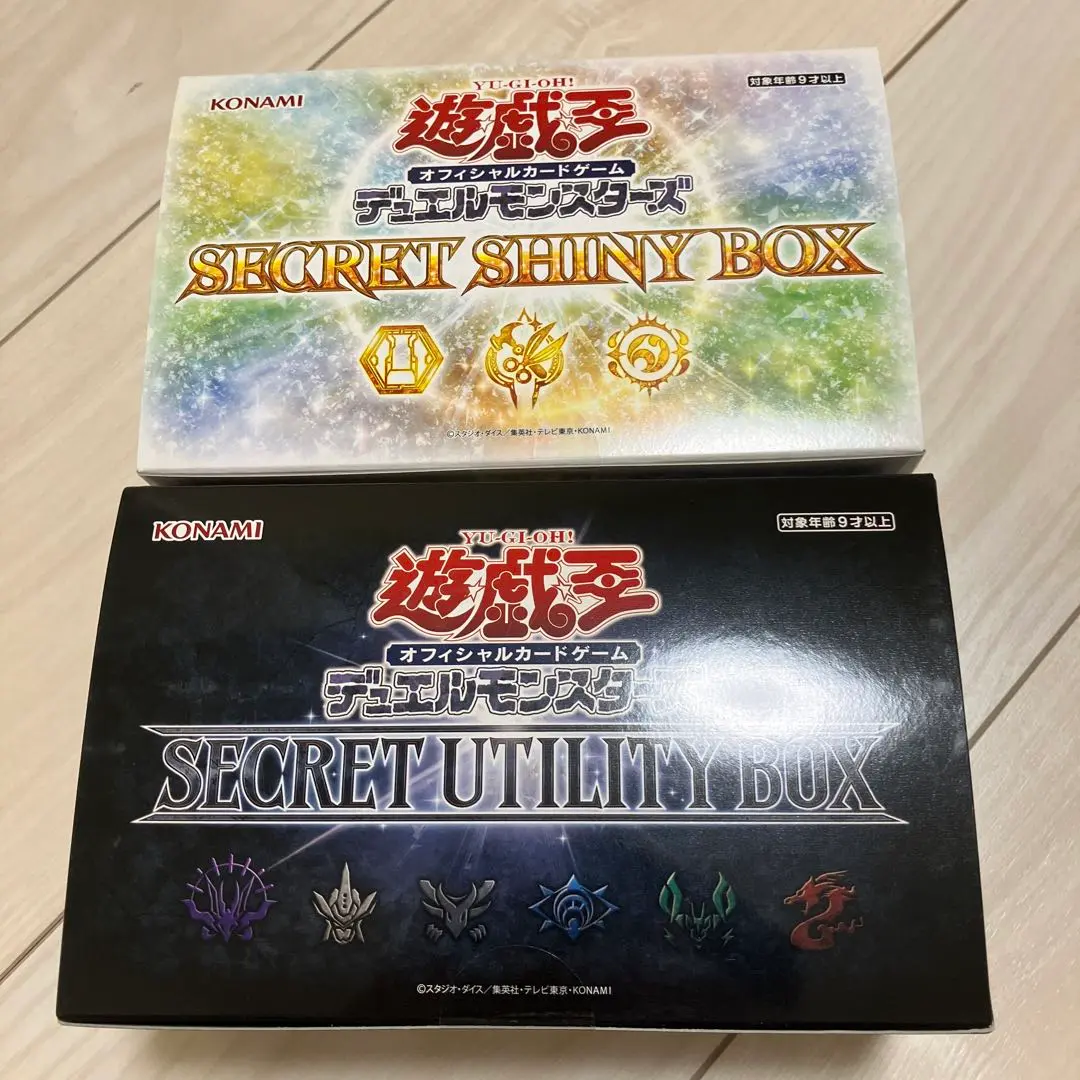 YU-GI-OH!
KONAMI
遊戯王
対象年齢9才以上
オフィシャルカードゲーム
デュエルモンスターズ
SECRET SHINY BOX
©スタジオ・ダイス/集英社・テレビ東京・KONAMI
YU-GI-OH!
KONAMI
遊戯王
対象年齢9才以上
オフィシャルカードゲーム
デュエルモンスターズ
SECRET UTILITY BOX
©スタジオ・ダイス/集英社・テレビ東京・KONAMI